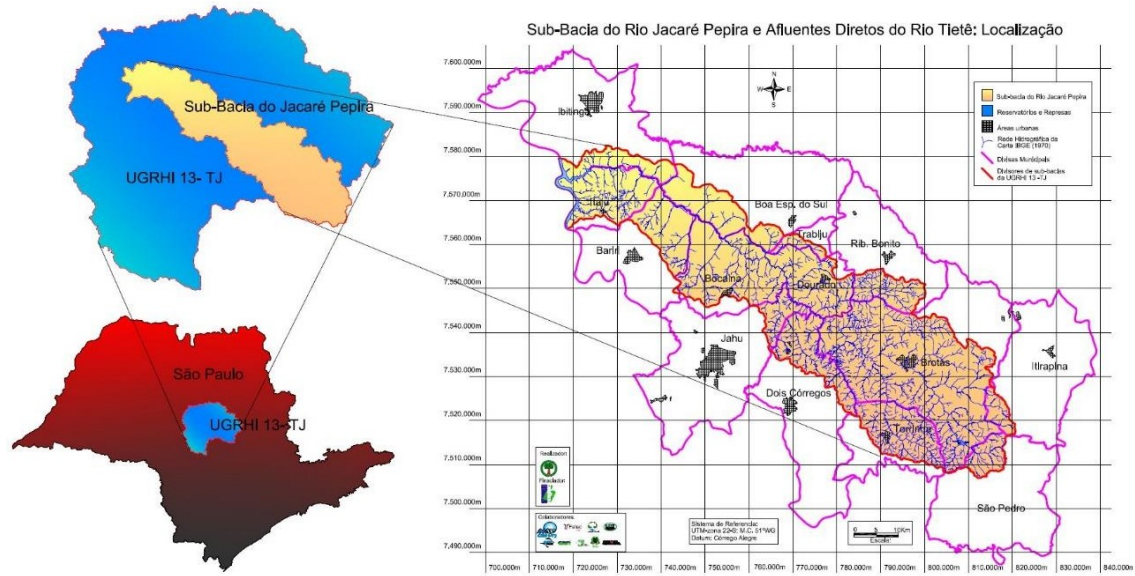 Sub-Bacia do Jacaré Pepira
UGRHI 13- TJ
São Paulo
UGRHI 13- TJ
Sub-Bacia do Rio Jacaré Pepira e Afluentes Diretos do Rio Tietê: Localização
7.600.000m
7.590.000m
7.580.000m
7.570.000m
7.560.000m
7.550.000m
7.540.000m
7.530.000m
7.520.000m
7.510.000m
7.500.000m
7.490.000m
N
W E
S
Sub-bacia do Rio Jacaré Pepira
Reservatórios e Represas
Áreas urbanas
Rede Hidrográfica da
Carta IBGE (1970)
Divisas Municipais
Divisores de sub-bacias
da UGRHI 13 -TJ
Ibitinga
Itaju
Boa Esp. do Sul
Trabiju
Rib. Bonito
Bariri
Bocaina
Dourado
Jahu
Brotas
Itirapina
Dois Córregos
Torrinha
São Pedro
Realizador:
Financiador:
Colaboradores:
Sistema de Referencia:
UTM-zona 22-S; M.C. 51°WG
Datum: Córrego Alegre
0 5 10Km
Escala:
700.000m 710.000m 720.000m 730.000m 740.000m 750.000m 760.000m 770.000m 780.000m 790.000m 800.000m 810.000m 820.000m 830.000m 840.000m